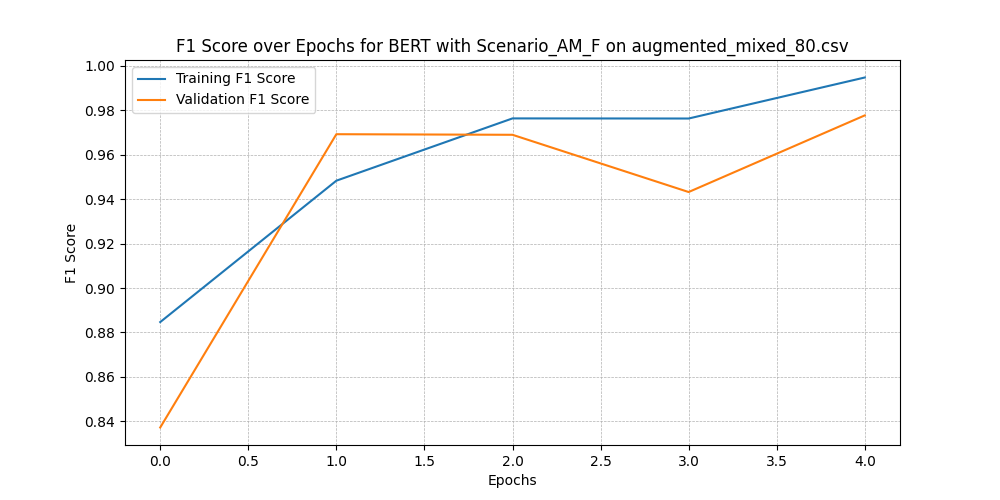 F1 Score over Epochs for BERT with Scenario_AM_F on augmented_mixed_80.csv
Training F1 Score
Validation F1 Score
F1 Score
1.00
0.98
0.96
0.94
0.92
0.90
0.88
0.86
0.84
0.0 0.5 1.0 1.5 2.0 2.5 3.0 3.5 4.0
Epochs